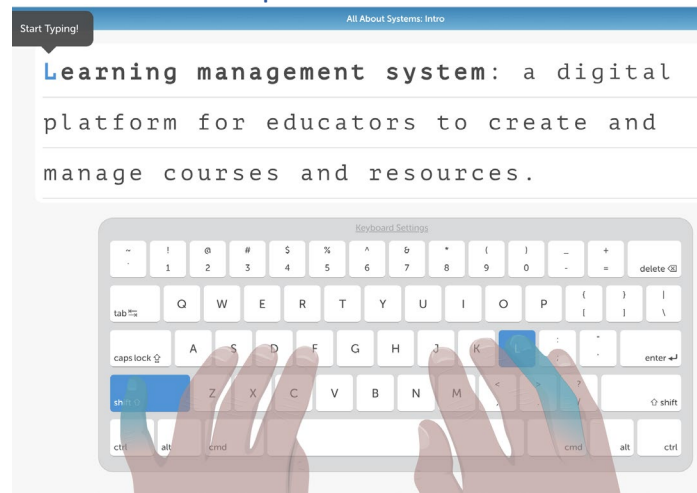 All About Systems: Intro
Start Typing!
Learning management system: a digital
platform for educators to create and
manage courses and resources.
Keyboard Settings
~ ! @ # $ % ^ & * ( ) _ +
` 1 2 3 4 5 6 7 8 9 0 - = delete
tab Q W E R T Y U I O P { [ } ] | \
caps lock A S D F G H J K L : ; " ' enter
shift Z X C V B N M < , > ? / shift
ctrl alt cmd cmd alt ctrl